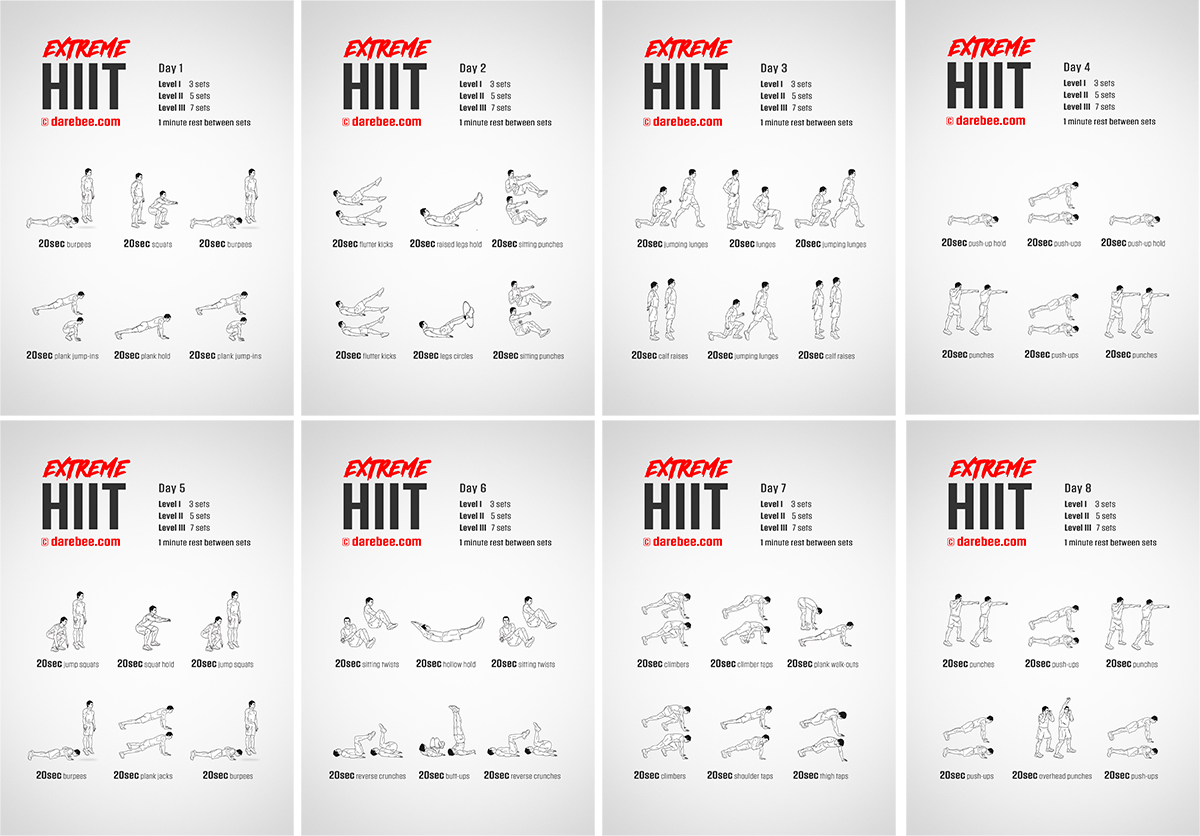 EXTREME
HIIT
© darebee.com
Day 1
Level I 3 sets
Level II 5 sets
Level III 7 sets
1 minute rest between sets
20sec burpees
20sec squats
20sec burpees
20sec plank jump-ins
20sec plank hold
20sec plank jump-ins
EXTREME
HIIT
© darebee.com
Day 2
Level I 3 sets
Level II 5 sets
Level III 7 sets
1 minute rest between sets
20sec flutter kicks
20sec raised legs hold
20sec sitting punches
20sec flutter kicks
20sec legs circles
20sec sitting punches
EXTREME
HIIT
© darebee.com
Day 3
Level I 3 sets
Level II 5 sets
Level III 7 sets
1 minute rest between sets
20sec jumping lunges
20sec lunges
20sec jumping lunges
20sec calf raises
20sec jumping lunges
20sec calf raises
EXTREME
HIIT
© darebee.com
Day 4
Level I 3 sets
Level II 5 sets
Level III 7 sets
1 minute rest between sets
20sec push-up hold
20sec push-ups
20sec push-up hold
20sec punches
20sec push-ups
20sec punches
EXTREME
HIIT
© darebee.com
Day 5
Level I 3 sets
Level II 5 sets
Level III 7 sets
1 minute rest between sets
20sec jump squats
20sec squat hold
20sec jump squats
20sec burpees
20sec plank jacks
20sec burpees
EXTREME
HIIT
© darebee.com
Day 6
Level I 3 sets
Level II 5 sets
Level III 7 sets
1 minute rest between sets
20sec sitting twists
20sec hollow hold
20sec sitting twists
20sec reverse crunches
20sec butt-ups
20sec reverse crunches
EXTREME
HIIT
© darebee.com
Day 7
Level I 3 sets
Level II 5 sets
Level III 7 sets
1 minute rest between sets
20sec climbers
20sec climber taps
20sec plank walk-outs
20sec climbers
20sec shoulder taps
20sec thigh taps
EXTREME
HIIT
© darebee.com
Day 8
Level I 3 sets
Level II 5 sets
Level III 7 sets
1 minute rest between sets
20sec punches
20sec push-ups
20sec punches
20sec push-ups
20sec overhead punches
20sec push-ups